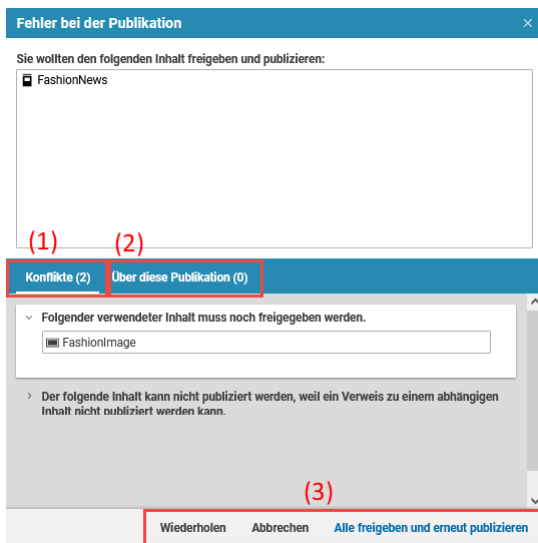 Fehler bei der Publikation
Sie wollten den folgenden Inhalt freigeben und publizieren:
FashionNews
(1) (2)
Konflikte (2) Über diese Publikation (0)
Folgender verwendeter Inhalt muss noch freigegeben werden.
FashionImage
Der folgende Inhalt kann nicht publiziert werden, weil ein Verweis zu einem abhängigen
Inhalt nicht publiziert werden kann.
(3)
Wiederholen Abbrechen Alle freigeben und erneut publizieren